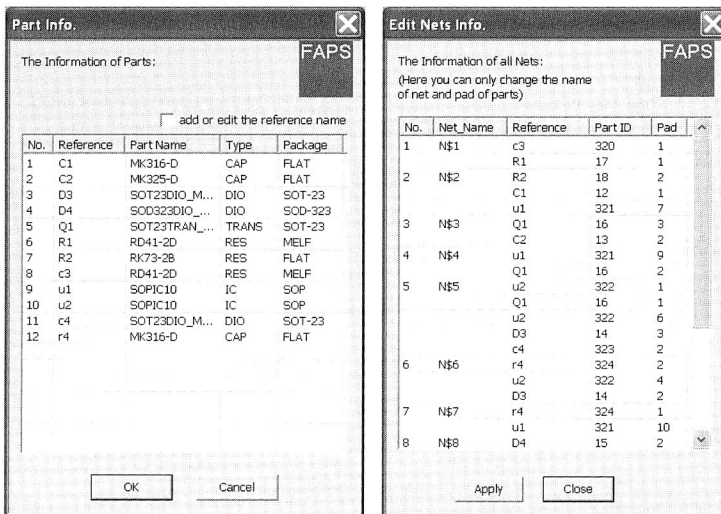 Part Info.
FAPS
The Information of Parts:
add or edit the reference name
No. Reference Part Name Type Package
1 C1 MK316-D CAP FLAT
2 C2 MK325-D CAP FLAT
3 D3 SOT23DIO_M... DIO SOT-23
4 D4 SOD323DIO_... DIO SOD-323
5 Q1 SOT23TRAN_... TRANS SOT-23
6 R1 RD41-2D RES MELF
7 R2 RK73-2B RES FLAT
8 c3 RD41-2D RES MELF
9 u1 SOPIC10 IC SOP
10 u2 SOPIC10 IC SOP
11 c4 SOT23DIO_M... DIO SOT-23
12 r4 MK316-D CAP FLAT
OK Cancel
Edit Nets Info.
FAPS
The Information of all Nets:
(Here you can only change the name
of net and pad of parts)
No. Net_Name Reference Part ID Pad
1 N$1 c3 320 1
R1 17 1
2 N$2 R2 18 2
C1 12 1
u1 321 7
3 N$3 Q1 16 3
C2 13 2
4 N$4 u1 321 9
Q1 16 2
5 N$5 u2 322 1
Q1 16 1
u2 322 6
D3 14 3
c4 323 2
6 N$6 r4 324 2
u2 322 4
D3 14 2
7 N$7 r4 324 1
u1 321 10
8 N$8 D4 15 2
Apply Close